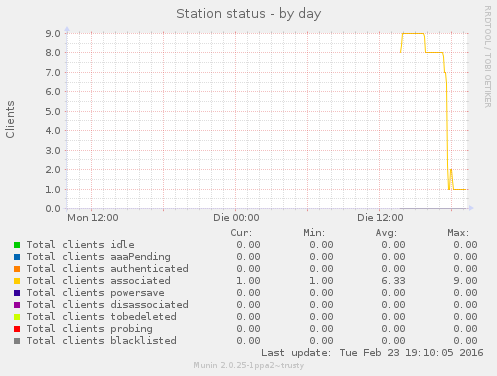 Station status - by day
RRDTOOL / TOBI OETIKER
Clients
9.0
8.0
7.0
6.0
5.0
4.0
3.0
2.0
1.0
0.0
Mon 12:00 Die 00:00 Die 12:00
Cur: Min: Avg: Max:
Total clients idle 0.00 0.00 0.00 0.00
Total clients aaaPending 0.00 0.00 0.00 0.00
Total clients authenticated 0.00 0.00 0.00 0.00
Total clients associated 1.00 1.00 6.33 9.00
Total clients powersave 0.00 0.00 0.00 0.00
Total clients disassociated 0.00 0.00 0.00 0.00
Total clients tobedeleted 0.00 0.00 0.00 0.00
Total clients probing 0.00 0.00 0.00 0.00
Total clients blacklisted 0.00 0.00 0.00 0.00
Last update: Tue Feb 23 19:10:05 2016
Munin 2.0.25-1ppa2~trusty